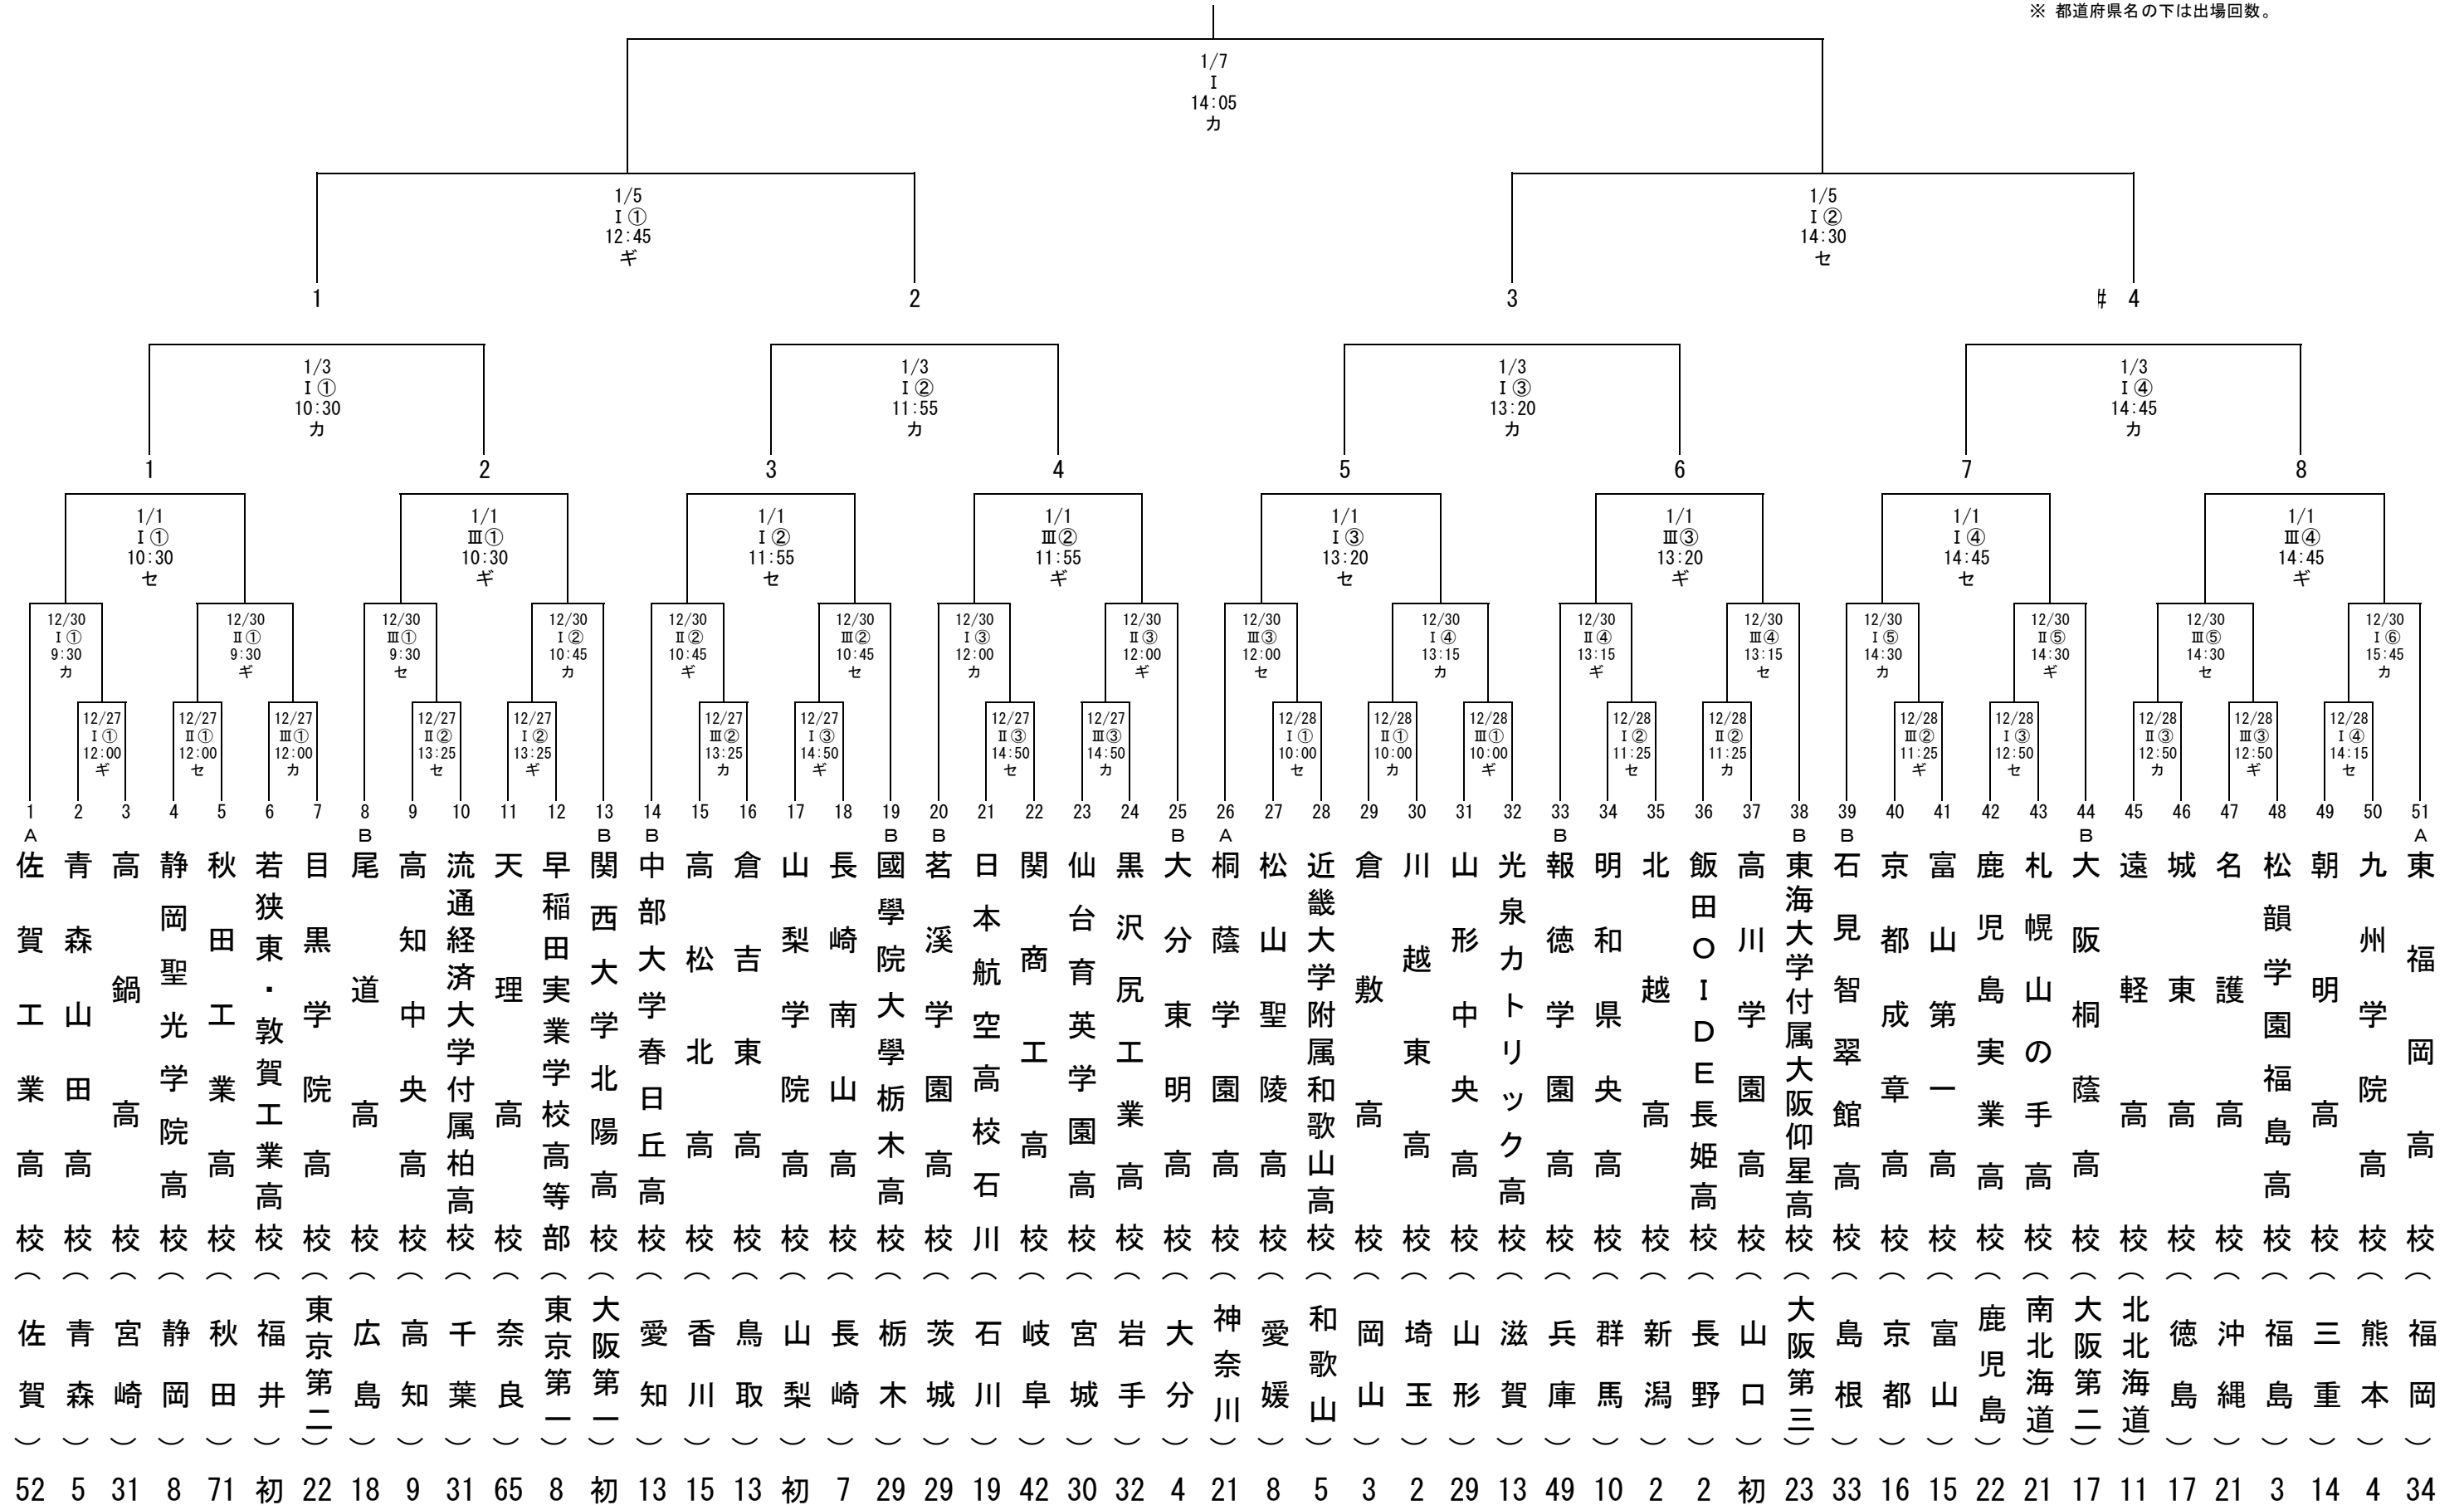 ※ 都道府県名の下は出場回数。
1/7
Ⅰ
14:05
カ
1/5
Ⅰ①
12:45
ギ
1/5
Ⅰ②
14:30
セ
1
2
3
# 4
1/3
Ⅰ①
10:30
カ
1/3
Ⅰ②
11:55
カ
1/3
Ⅰ③
13:20
カ
1/3
Ⅰ④
14:45
カ
1
2
3
4
5
6
7
8
1/1
Ⅰ①
10:30
セ
1/1
Ⅲ①
10:30
ギ
1/1
Ⅰ②
11:55
セ
1/1
Ⅲ②
11:55
ギ
1/1
Ⅰ③
13:20
セ
1/1
Ⅲ③
13:20
ギ
1/1
Ⅰ④
14:45
セ
1/1
Ⅲ④
14:45
ギ
12/30
Ⅰ①
9:30
カ
12/30
Ⅱ①
9:30
ギ
12/30
Ⅲ①
9:30
セ
12/30
Ⅰ②
10:45
カ
12/30
Ⅱ②
10:45
ギ
12/30
Ⅲ②
10:45
セ
12/30
Ⅰ③
12:00
カ
12/30
Ⅱ③
12:00
ギ
12/30
Ⅲ③
12:00
セ
12/30
Ⅰ④
13:15
カ
12/30
Ⅱ④
13:15
ギ
12/30
Ⅲ④
13:15
セ
12/30
Ⅰ⑤
14:30
カ
12/30
Ⅱ⑤
14:30
ギ
12/30
Ⅲ⑤
14:30
セ
12/30
Ⅰ⑥
15:45
カ
12/27
Ⅰ①
12:00
ギ
12/27
Ⅱ①
12:00
セ
12/27
Ⅲ①
12:00
カ
12/27
Ⅱ②
13:25
セ
12/27
Ⅰ②
13:25
ギ
12/27
Ⅲ②
13:25
カ
12/27
Ⅰ③
14:50
ギ
12/27
Ⅱ③
14:50
セ
12/27
Ⅲ③
14:50
カ
12/28
Ⅰ①
10:00
セ
12/28
Ⅱ①
10:00
カ
12/28
Ⅲ①
10:00
ギ
12/28
Ⅰ②
11:25
セ
12/28
Ⅱ②
11:25
カ
12/28
Ⅲ②
11:25
ギ
12/28
Ⅰ③
12:50
セ
12/28
Ⅱ③
12:50
カ
12/28
Ⅲ③
12:50
ギ
12/28
Ⅰ④
14:15
セ
1 A 佐賀工業高校（佐賀）52
2 青森山田高校（青森）5
3 高鍋高校（宮崎）31
4 静岡聖光学院高校（静岡）8
5 秋田工業高校（秋田）71
6 若狭東・敦賀工業高校（福井）初
7 目黒学院高校（東京第二）22
8 B 尾道高校（広島）18
9 高知中央高校（高知）9
10 流通経済大学付属柏高校（千葉）31
11 天理高校（奈良）65
12 早稲田実業学校高等部（東京第一）8
13 B 関西大学北陽高校（大阪第一）初
14 B 中部大学春日丘高校（愛知）13
15 高松北高校（香川）15
16 倉吉東高校（鳥取）13
17 山梨学院高校（山梨）初
18 長崎南山高校（長崎）7
19 B 國學院大學栃木高校（栃木）29
20 B 茗溪学園高校（茨城）29
21 日本航空高校石川（石川）19
22 関商工高校（岐阜）42
23 仙台育英学園高校（宮城）30
24 黒沢尻工業高校（岩手）32
25 B 大分東明高校（大分）4
26 A 桐蔭学園高校（神奈川）21
27 松山聖陵高校（愛媛）8
28 近畿大学附属和歌山高校（和歌山）5
29 倉敷高校（岡山）3
30 川越東高校（埼玉）2
31 山形中央高校（山形）29
32 光泉カトリック高校（滋賀）13
33 B 報徳学園高校（兵庫）49
34 明和県央高校（群馬）10
35 北越高校（新潟）2
36 飯田ＯＩＤＥ長姫高校（長野）2
37 高川学園高校（山口）初
38 B 東海大学付属大阪仰星高校（大阪第三）23
39 B 石見智翠館高校（島根）33
40 京都成章高校（京都）16
41 富山第一高校（富山）15
42 鹿児島実業高校（鹿児島）22
43 札幌山の手高校（南北海道）21
44 B 大阪桐蔭高校（大阪第二）17
45 遠軽高校（北北海道）11
46 城東高校（徳島）17
47 名護高校（沖縄）21
48 松韻学園福島高校（福島）3
49 朝明高校（三重）14
50 九州学院高校（熊本）4
51 A 東福岡高校（福岡）34